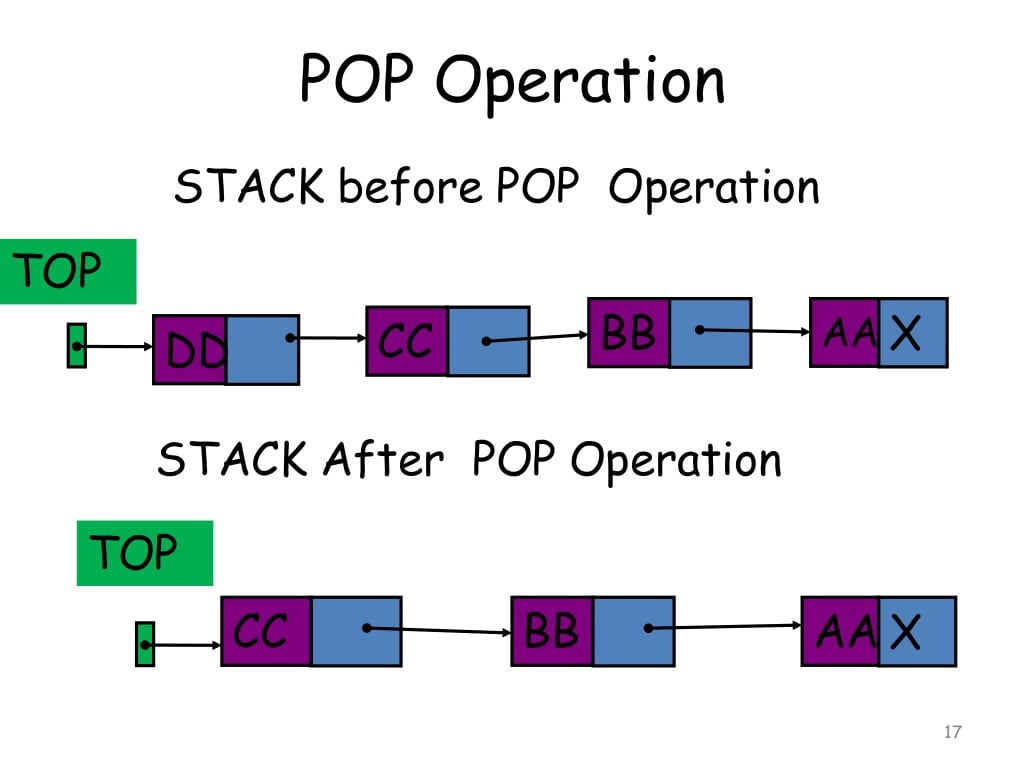 POP Operation
STACK before POP  Operation
TOP
DD CC BB AA X
STACK After  POP Operation
TOP
CC BB AA X
17